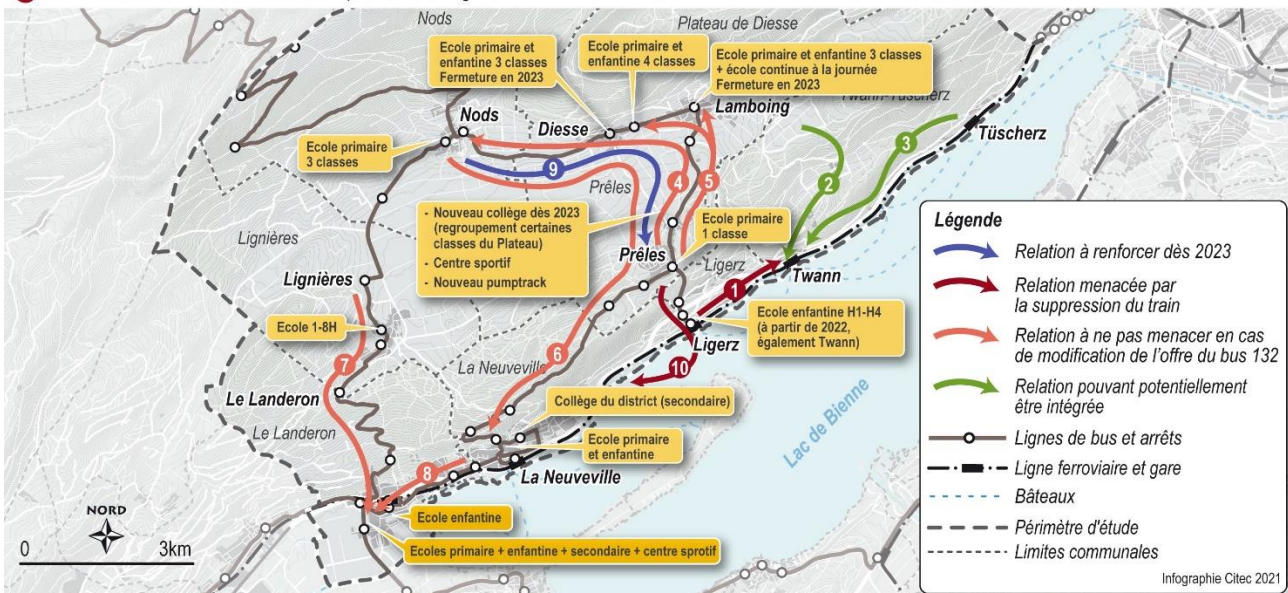 Nods
Plateau de Diesse
Ecole primaire et
enfantine 3 classes
Fermeture en 2023
Ecole primaire et
enfantine 4 classes
Ecole primaire et enfantine 3 classes
+ école continue à la journée
Fermeture en 2023
Twann-Tüscherz
Lamboing
Nods
Diesse
Tüscherz
Ecole primaire
3 classes
9
4
5
2
3
Prêles
- Nouveau collège dès 2023
(regroupement certaines
classes du Plateau)
- Centre sportif
- Nouveau pumptrack
Ecole primaire
1 classe
Lignières
Prêles
Ligerz
Twann
Lignières
1
Ecole 1-8H
Ecole enfantine H1-H4
(à partir de 2022,
également Twann)
Ligerz
6
7
10
La Neuveville
Le Landeron
Collège du district (secondaire)
Le Landeron
Ecole primaire
et enfantine
Lac de Bienne
8
La Neuveville
Ecole enfantine
Ecoles primaire + enfantine + secondaire + centre sprotif
NORD
0 3km
Légende
Relation à renforcer dès 2023
Relation menacée par
la suppression du train
Relation à ne pas menacer en cas
de modification de l'offre du bus 132
Relation pouvant potentiellement
être intégrée
Lignes de bus et arrêts
Ligne ferroviaire et gare
Bâteaux
Périmètre d'étude
Limites communales
Infographie Citec 2021